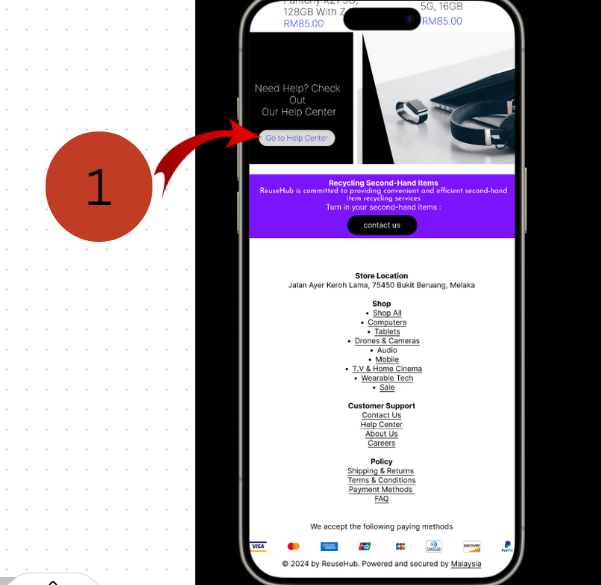 128GB With Z
5G, 16GB
RM85.00
RM85.00
Need Help? Check
Out
Our Help Center
Go to Help Center
1
Recycling Second-Hand Items
ReuseHub is committed to providing convenient and efficient second-hand
item recycling services
Turn in your second-hand items :
contact us
Store Location
Jalan Ayer Keroh Lama, 75450 Bukit Beruang, Melaka
Shop
• Shop All
• Computers
• Tablets
• Drones & Cameras
• Audio
• Mobile
• T.V & Home Cinema
• Wearable Tech
• Sale
Customer Support
Contact Us
Help Center
About Us
Careers
Policy
Shipping & Returns
Terms & Conditions
Payment Methods
FAQ
We accept the following paying methods
VISA
DISCOVER
PayPal
© 2024 by ReuseHub. Powered and secured by Malaysia